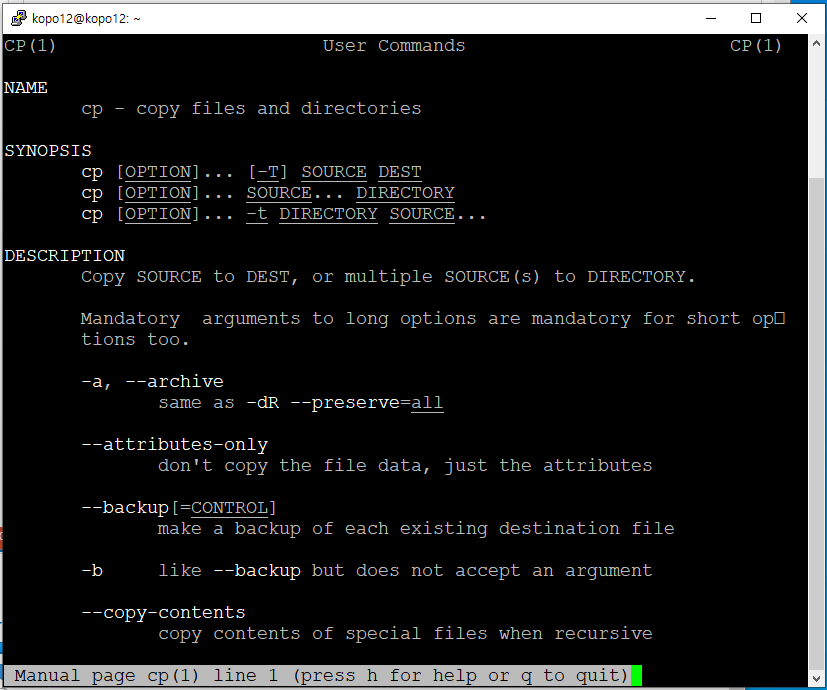 kopo12@kopo12: ~
CP(1) User Commands CP(1)
NAME
cp - copy files and directories
SYNOPSIS
cp [OPTION]... [-T] SOURCE DEST
cp [OPTION]... SOURCE... DIRECTORY
cp [OPTION]... -t DIRECTORY SOURCE...
DESCRIPTION
Copy SOURCE to DEST, or multiple SOURCE(s) to DIRECTORY.
Mandatory  arguments to long options are mandatory for short op□
tions too.
-a, --archive
same as -dR --preserve=all
--attributes-only
don't copy the file data, just the attributes
--backup[=CONTROL]
make a backup of each existing destination file
-b     like --backup but does not accept an argument
--copy-contents
copy contents of special files when recursive
Manual page cp(1) line 1 (press h for help or q to quit)